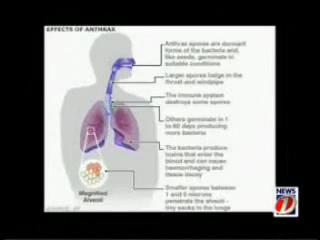 EFFECTS OF ANTHRAX
Anthrax spores are dormant
forms of the bacteria and,
like seeds, germinate in
suitable conditions
Larger spores lodge in the
throat and windpipe
The immune system
destroys some spores
Others germinate in 1
to 60 days producing
more bacteria
The bacteria produce
toxins that enter the
blood and can cause
haemorrhaging and
tissue decay
Smaller spores between
1 and 5 microns
penetrate the alveoli -
tiny sacks in the lungs
Magnified
Alveoli
NEWS